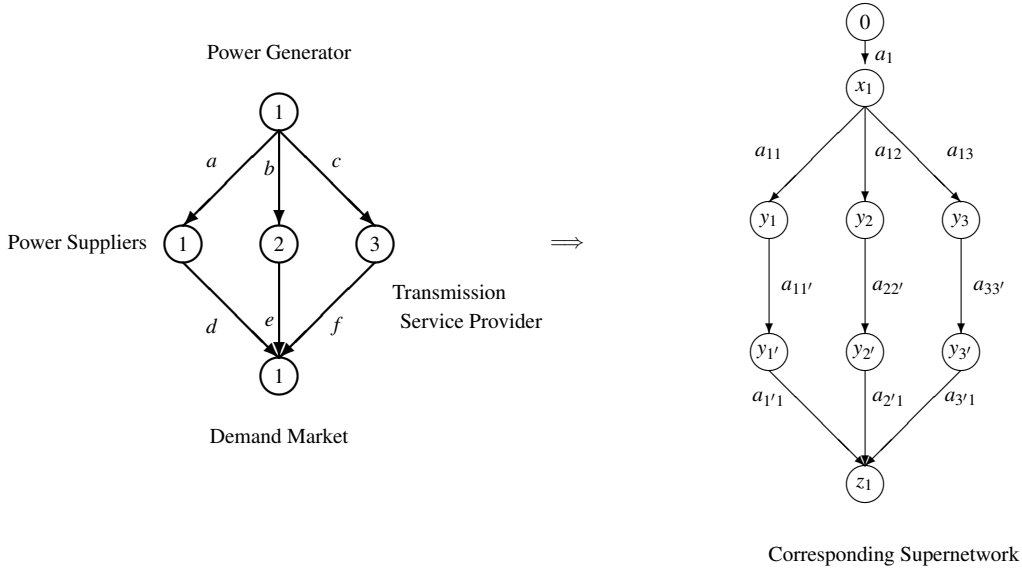 Power Generator
1
a
b
c
Power Suppliers
1
2
3
Transmission
Service Provider
d
e
f
1
Demand Market
⟹
0
a₁
x₁
a₁₁
a₁₂
a₁₃
y₁
y₂
y₃
a₁₁′
a₂₂′
a₃₃′
y₁′
y₂′
y₃′
a₁′₁
a₂′₁
a₃′₁
z₁
Corresponding Supernetwork